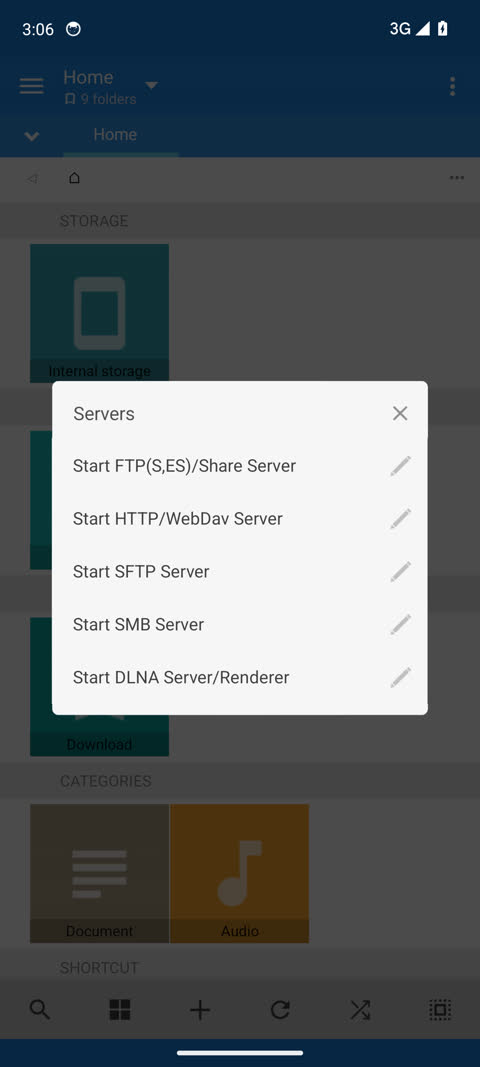 3:06
3G
Home
9 folders
Home
STORAGE
Internal storage
Servers
Start FTP(S,ES)/Share Server
Start HTTP/WebDav Server
Start SFTP Server
Start SMB Server
Start DLNA Server/Renderer
Download
CATEGORIES
Document
Audio
SHORTCUT